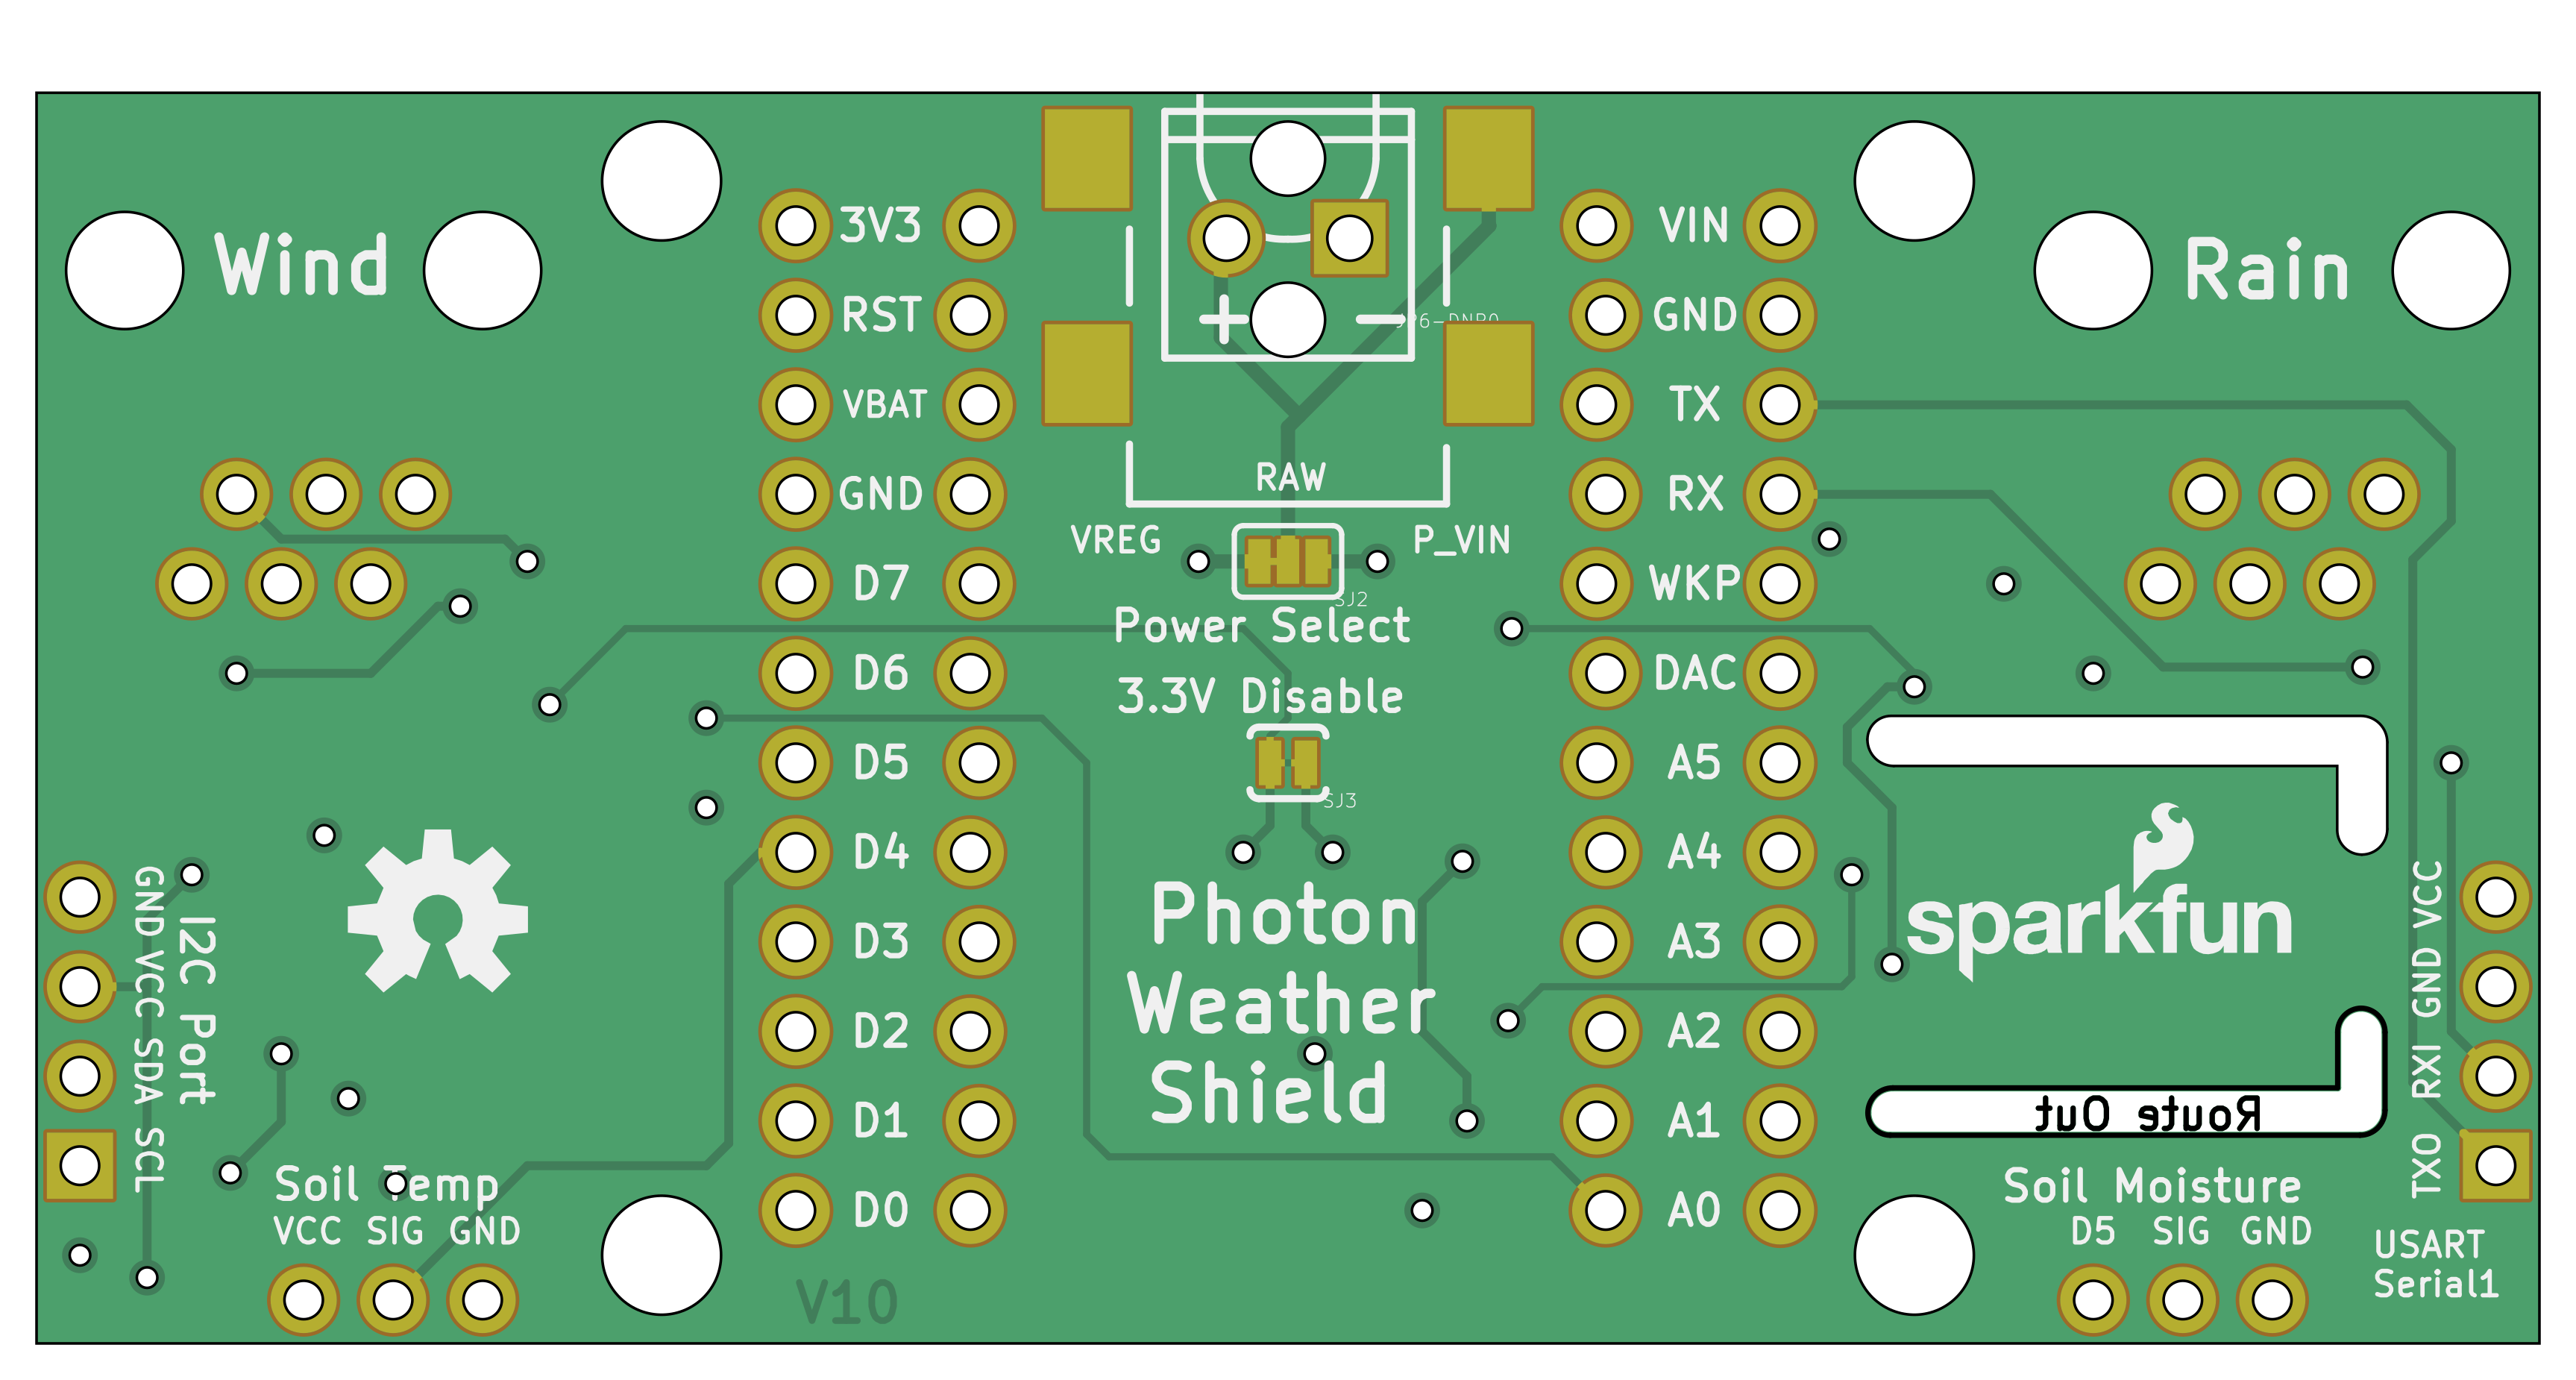 Wind
Rain
3V3
RST
VBAT
GND
D7
D6
D5
D4
D3
D2
D1
D0
+ −
RAW
VREG
P_VIN
SJ2
Power Select
3.3V Disable
SJ3
Photon
Weather
Shield
VIN
GND
TX
RX
WKP
DAC
A5
A4
A3
A2
A1
A0
GND VCC SDA SCL
I2C Port
Soil Temp
VCC SIG GND
V10
sparkfun
Route Out
TXO RXI GND VCC
Soil Moisture
D5 SIG GND
USART
Serial1